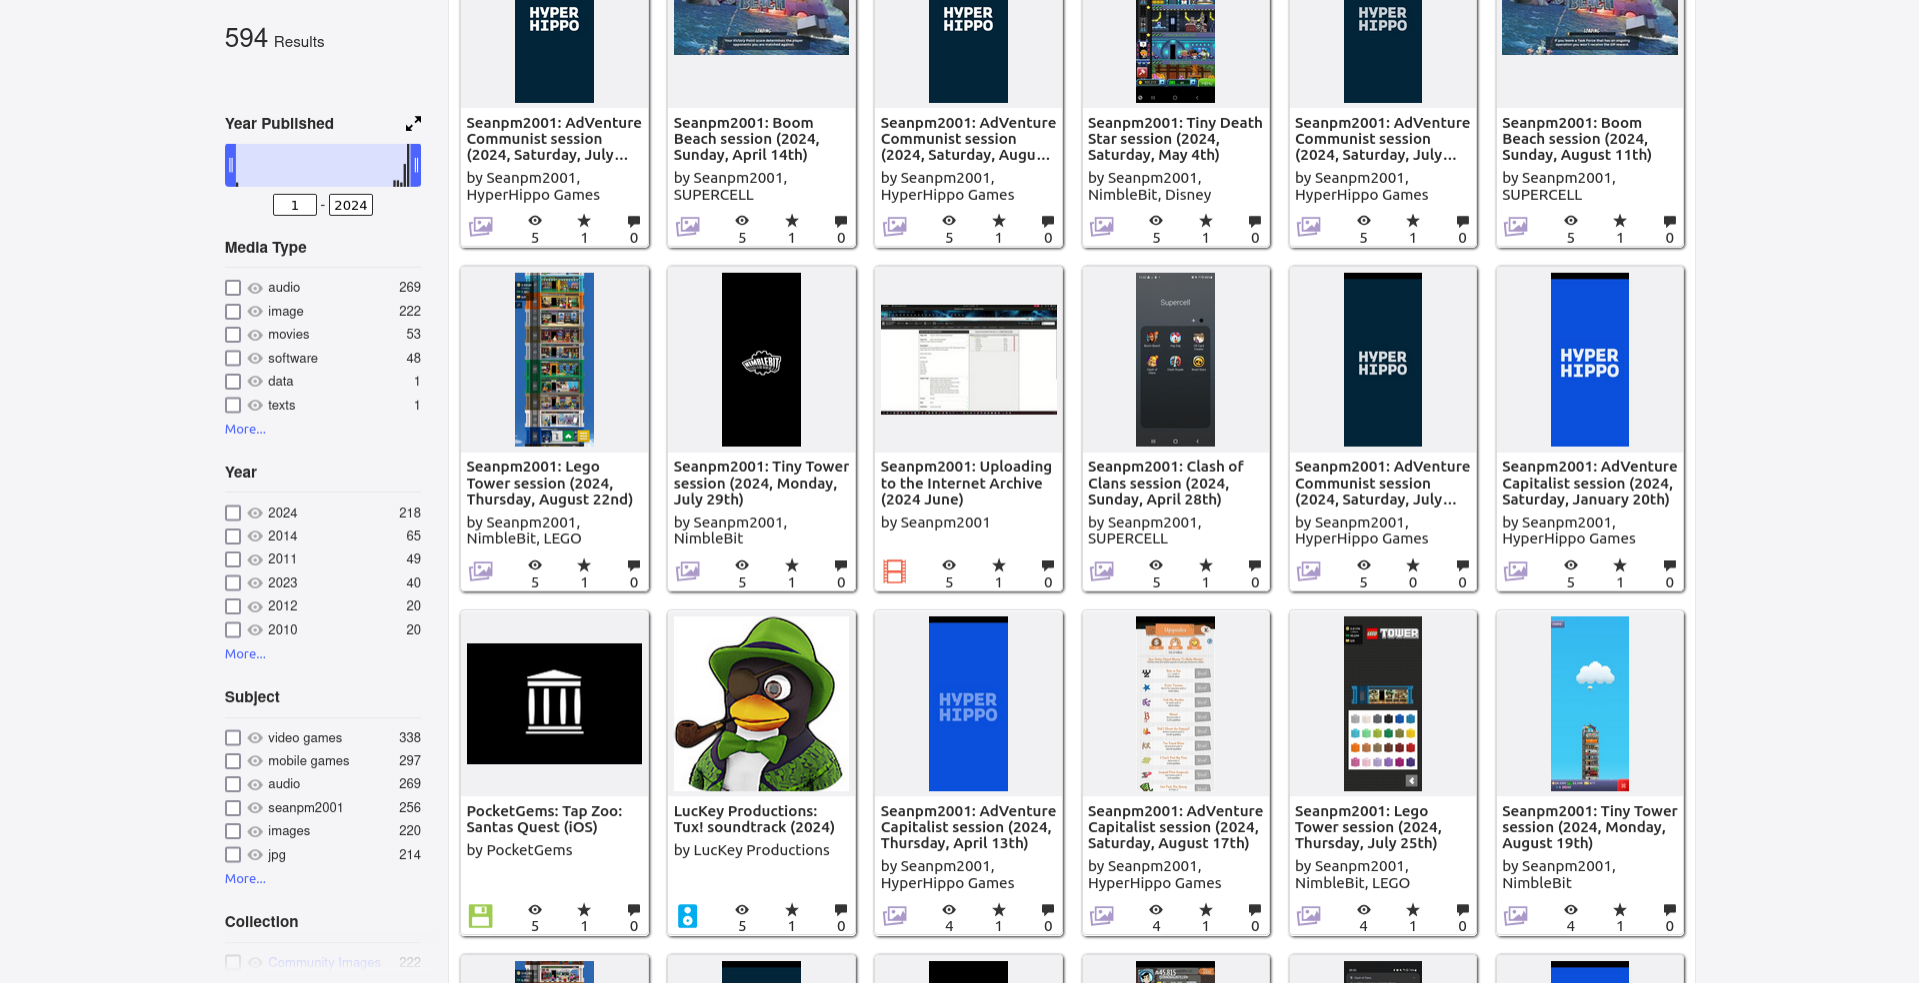 594 Results
Year Published
1 - 2024
Media Type
audio 269
image 222
movies 53
software 48
data 1
texts 1
More...
Year
2024 218
2014 65
2011 49
2023 40
2012 20
2010 20
More...
Subject
video games 338
mobile games 297
audio 269
seanpm2001 256
images 220
jpg 214
More...
Collection
Community Images 222
HYPER
HIPPO
Seanpm2001: AdVenture
Communist session
(2024, Saturday, July...
by Seanpm2001,
HyperHippo Games
5 1 0
Seanpm2001: Boom
Beach session (2024,
Sunday, April 14th)
by Seanpm2001,
SUPERCELL
5 1 0
HYPER
HIPPO
Seanpm2001: AdVenture
Communist session
(2024, Saturday, Augu...
by Seanpm2001,
HyperHippo Games
5 1 0
Seanpm2001: Tiny Death
Star session (2024,
Saturday, May 4th)
by Seanpm2001,
NimbleBit, Disney
5 1 0
HYPER
HIPPO
Seanpm2001: AdVenture
Communist session
(2024, Saturday, July...
by Seanpm2001,
HyperHippo Games
5 1 0
Seanpm2001: Boom
Beach session (2024,
Sunday, August 11th)
by Seanpm2001,
SUPERCELL
5 1 0
Seanpm2001: Lego
Tower session (2024,
Thursday, August 22nd)
by Seanpm2001,
NimbleBit, LEGO
5 1 0
NIMBLEBIT
Seanpm2001: Tiny Tower
session (2024, Monday,
July 29th)
by Seanpm2001,
NimbleBit
5 1 0
Seanpm2001: Uploading
to the Internet Archive
(2024 June)
by Seanpm2001
5 1 0
Supercell
Seanpm2001: Clash of
Clans session (2024,
Sunday, April 28th)
by Seanpm2001,
SUPERCELL
5 1 0
HYPER
HIPPO
Seanpm2001: AdVenture
Communist session
(2024, Saturday, July...
by Seanpm2001,
HyperHippo Games
5 0 0
HYPER
HIPPO
Seanpm2001: AdVenture
Capitalist session (2024,
Saturday, January 20th)
by Seanpm2001,
HyperHippo Games
5 1 0
PocketGems: Tap Zoo:
Santas Quest (iOS)
by PocketGems
5 1 0
LucKey Productions:
Tux! soundtrack (2024)
by LucKey Productions
5 1 0
HYPER
HIPPO
Seanpm2001: AdVenture
Capitalist session (2024,
Thursday, April 13th)
by Seanpm2001,
HyperHippo Games
4 1 0
Upgrades
Seanpm2001: AdVenture
Capitalist session (2024,
Saturday, August 17th)
by Seanpm2001,
HyperHippo Games
4 1 0
LEGO TOWER
Seanpm2001: Lego
Tower session (2024,
Thursday, July 25th)
by Seanpm2001,
NimbleBit, LEGO
4 1 0
Seanpm2001: Tiny Tower
session (2024, Monday,
August 19th)
by Seanpm2001,
NimbleBit
4 1 0